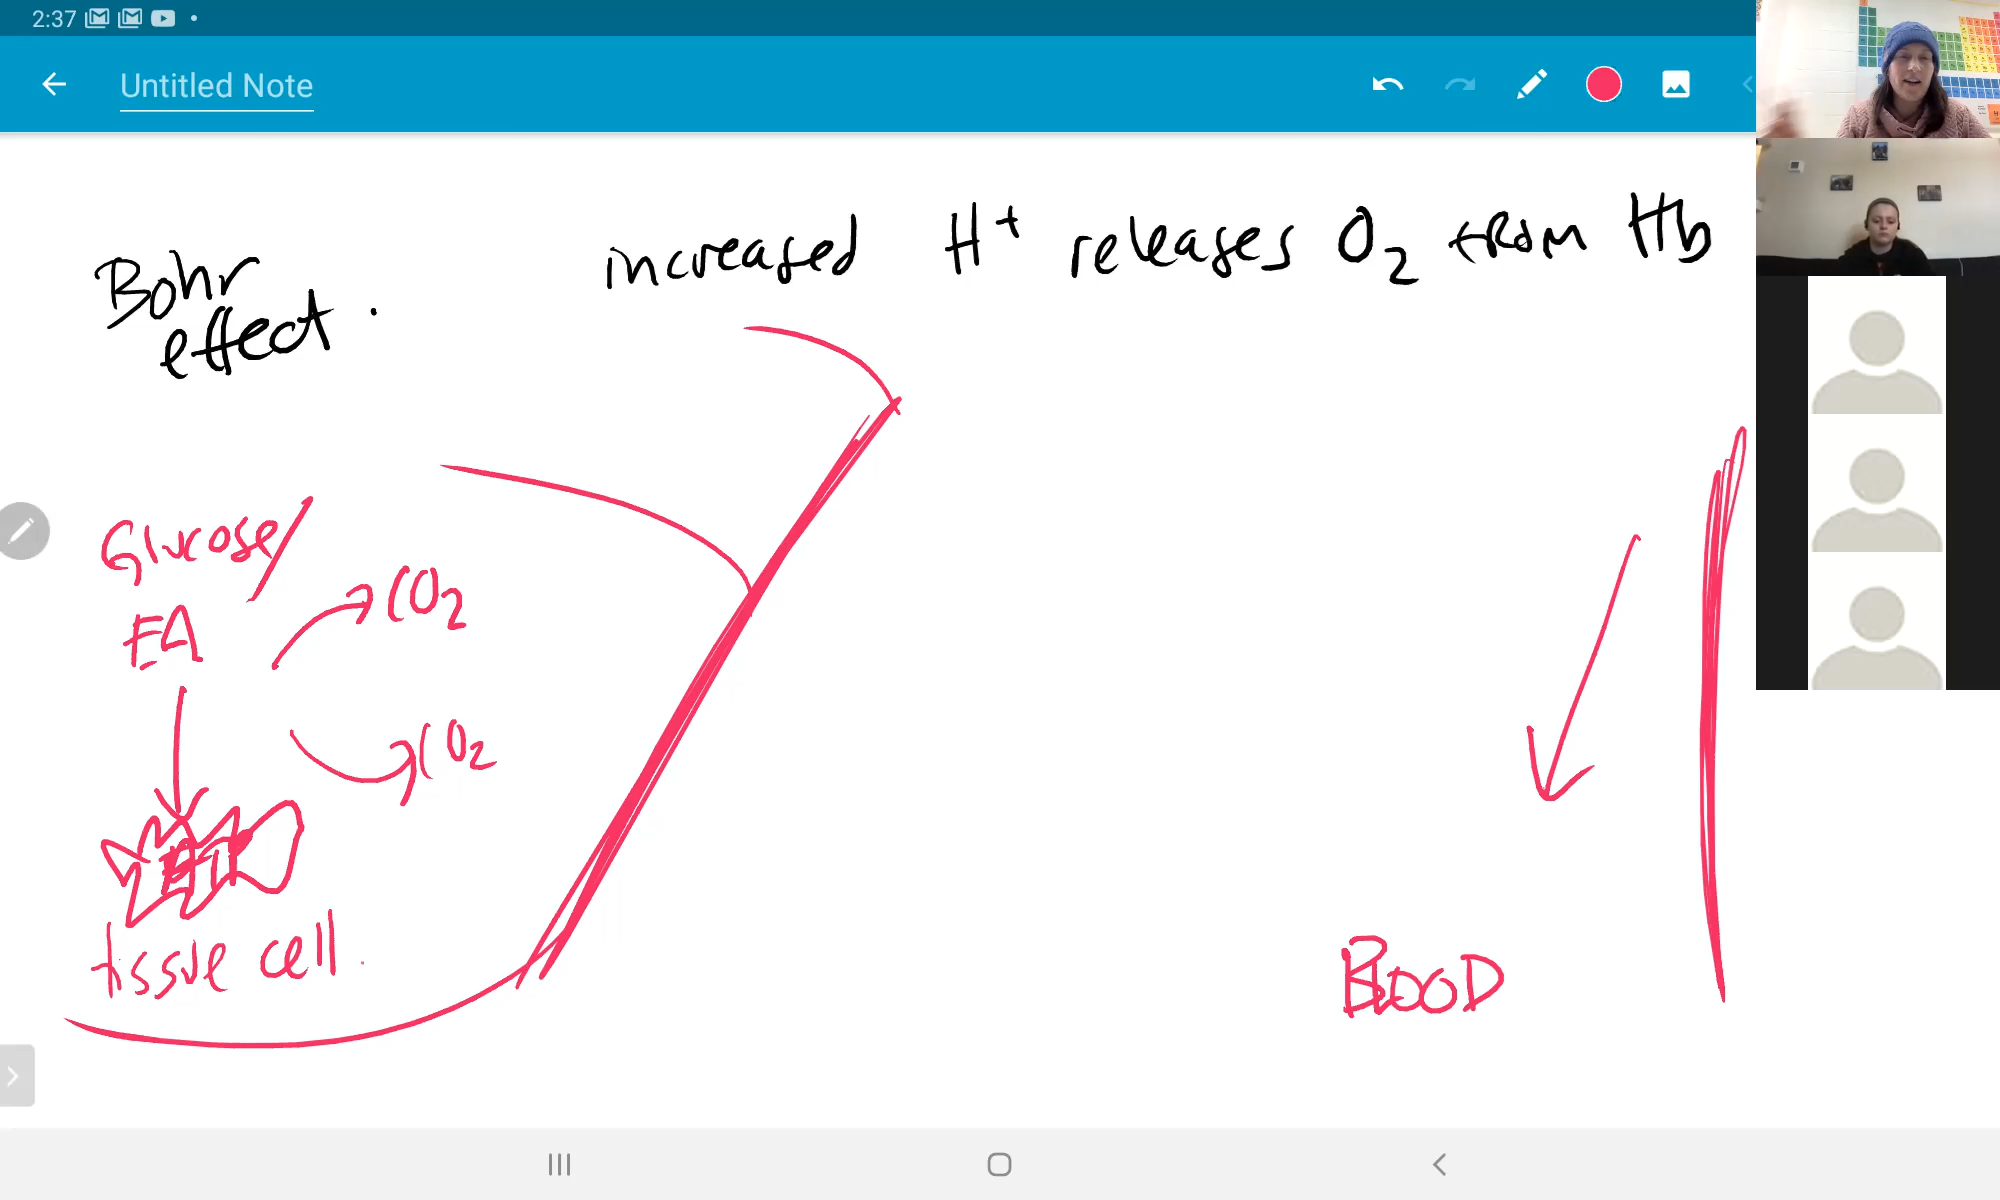 2:37
Untitled Note
Bohr
effect.
increased H+ releases O2 from Hb
Glucose/
FA
CO2
CO2
tissue cell.
BLOOD